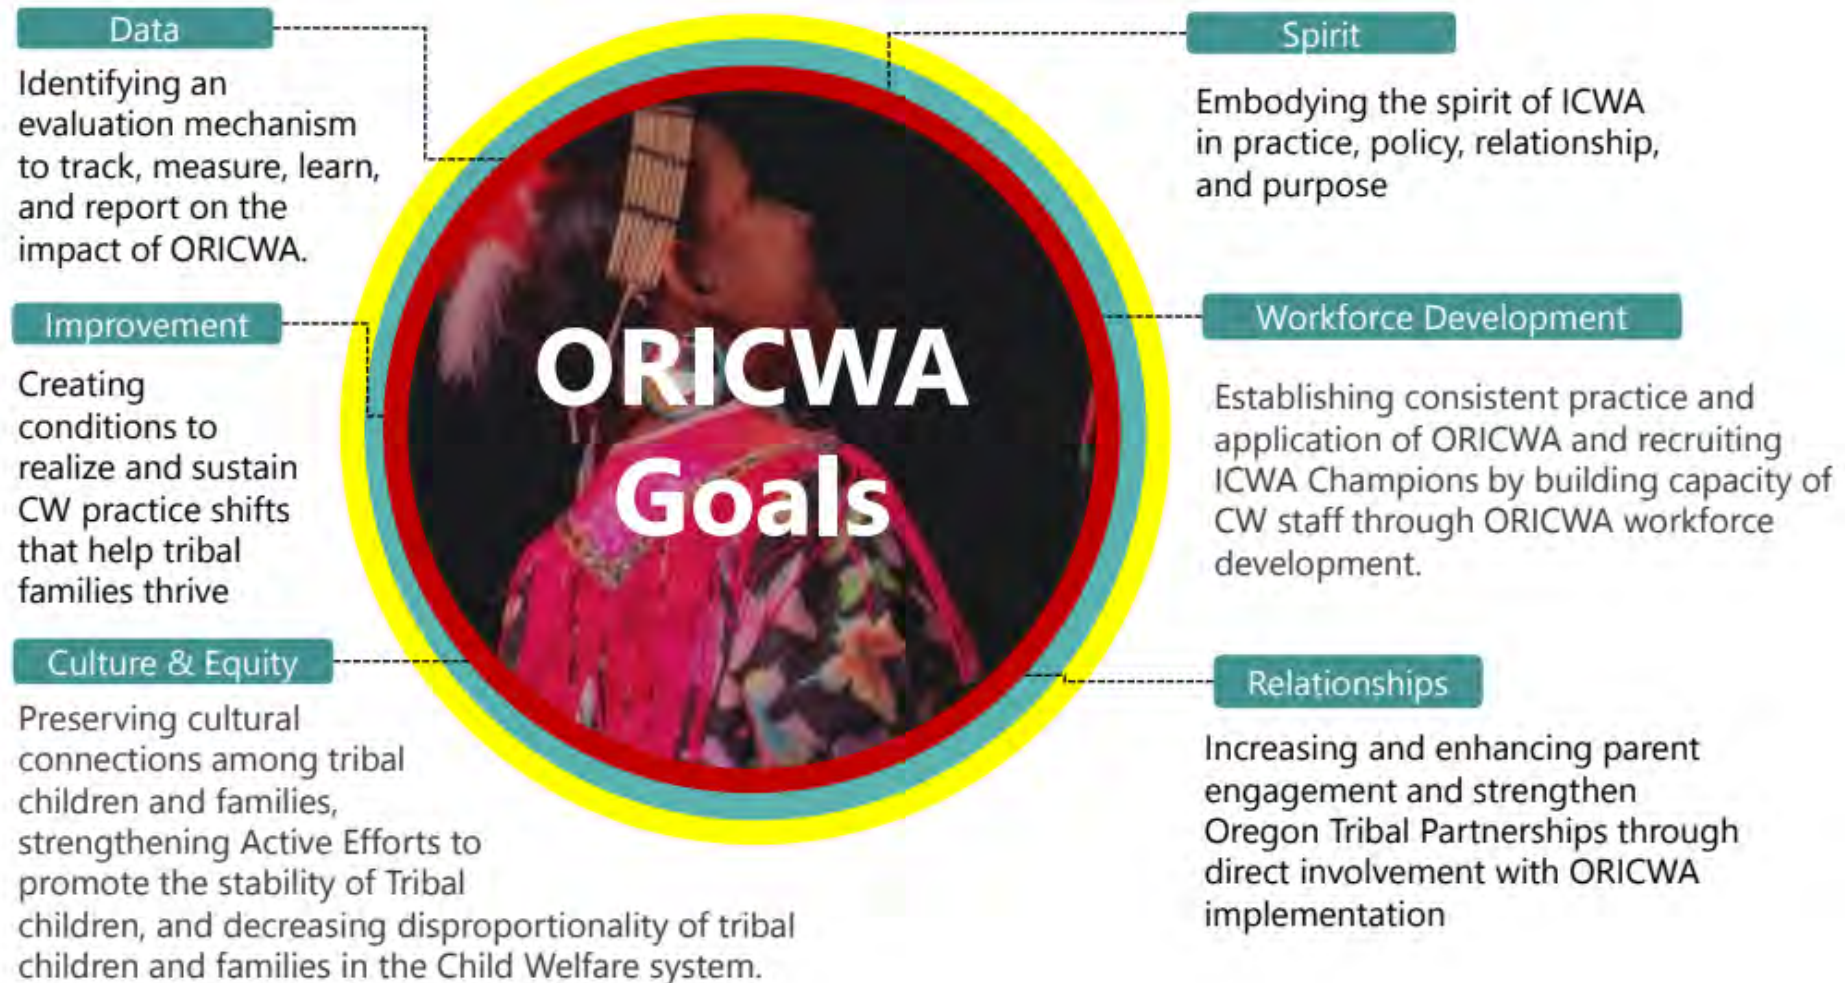 Data
Identifying an
evaluation mechanism
to track, measure, learn,
and report on the
impact of ORICWA.
Improvement
Creating
conditions to
realize and sustain
CW practice shifts
that help tribal
families thrive
Culture & Equity
Preserving cultural
connections among tribal
children and families,
strengthening Active Efforts to
promote the stability of Tribal
children, and decreasing disproportionality of tribal
children and families in the Child Welfare system.
ORICWA
Goals
Spirit
Embodying the spirit of ICWA
in practice, policy, relationship,
and purpose
Workforce Development
Establishing consistent practice and
application of ORICWA and recruiting
ICWA Champions by building capacity of
CW staff through ORICWA workforce
development.
Relationships
Increasing and enhancing parent
engagement and strengthen
Oregon Tribal Partnerships through
direct involvement with ORICWA
implementation